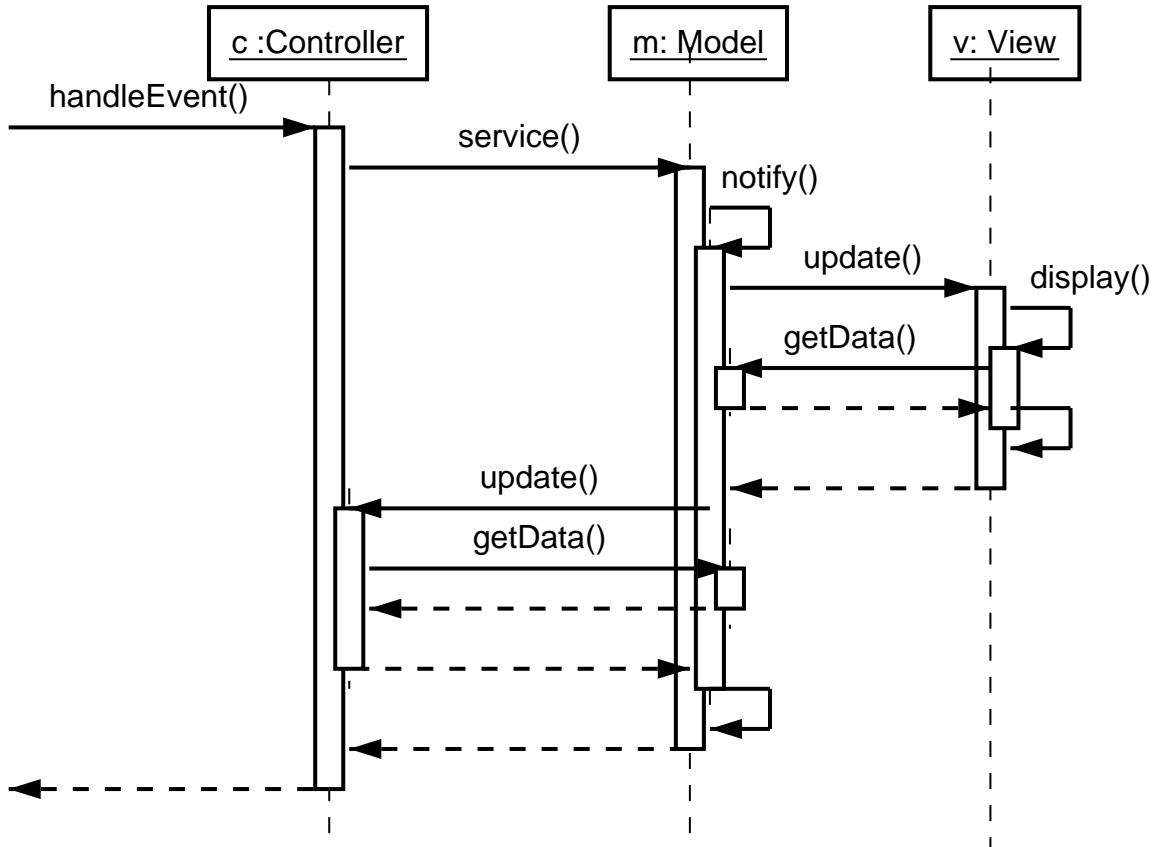 c :Controller
m: Model
v: View
handleEvent()
service()
notify()
update()
display()
getData()
update()
getData()